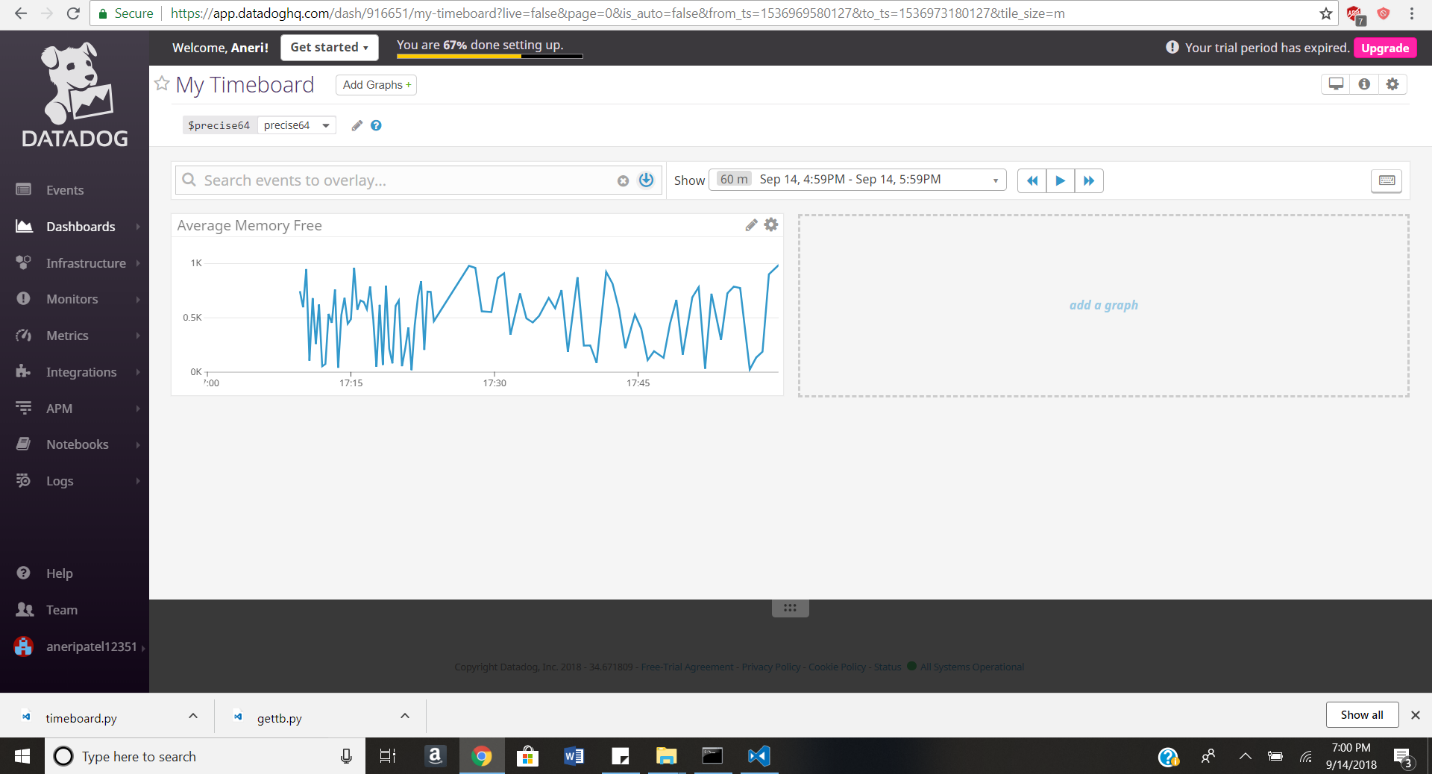 Secure https://app.datadoghq.com/dash/916651/my-timeboard?live=false&page=0&is_auto=false&from_ts=1536969580127&to_ts=1536973180127&tile_size=m
7
DATADOG
Welcome, Aneri! Get started You are 67% done setting up. Your trial period has expired. Upgrade
My Timeboard Add Graphs +
$precise64 precise64
Search events to overlay... Show 60 m Sep 14, 4:59PM - Sep 14, 5:59PM
Events
Dashboards
Infrastructure
Monitors
Metrics
Integrations
APM
Notebooks
Logs
Help
Team
aneripatel12351
Average Memory Free
1K
0.5K
0K
':00 17:15 17:30 17:45
add a graph
Copyright Datadog, Inc. 2018 - 34.671809 - Free-Trial Agreement - Privacy Policy - Cookie Policy - Status All Systems Operational
timeboard.py gettb.py Show all
Type here to search
7:00 PM
9/14/2018
3